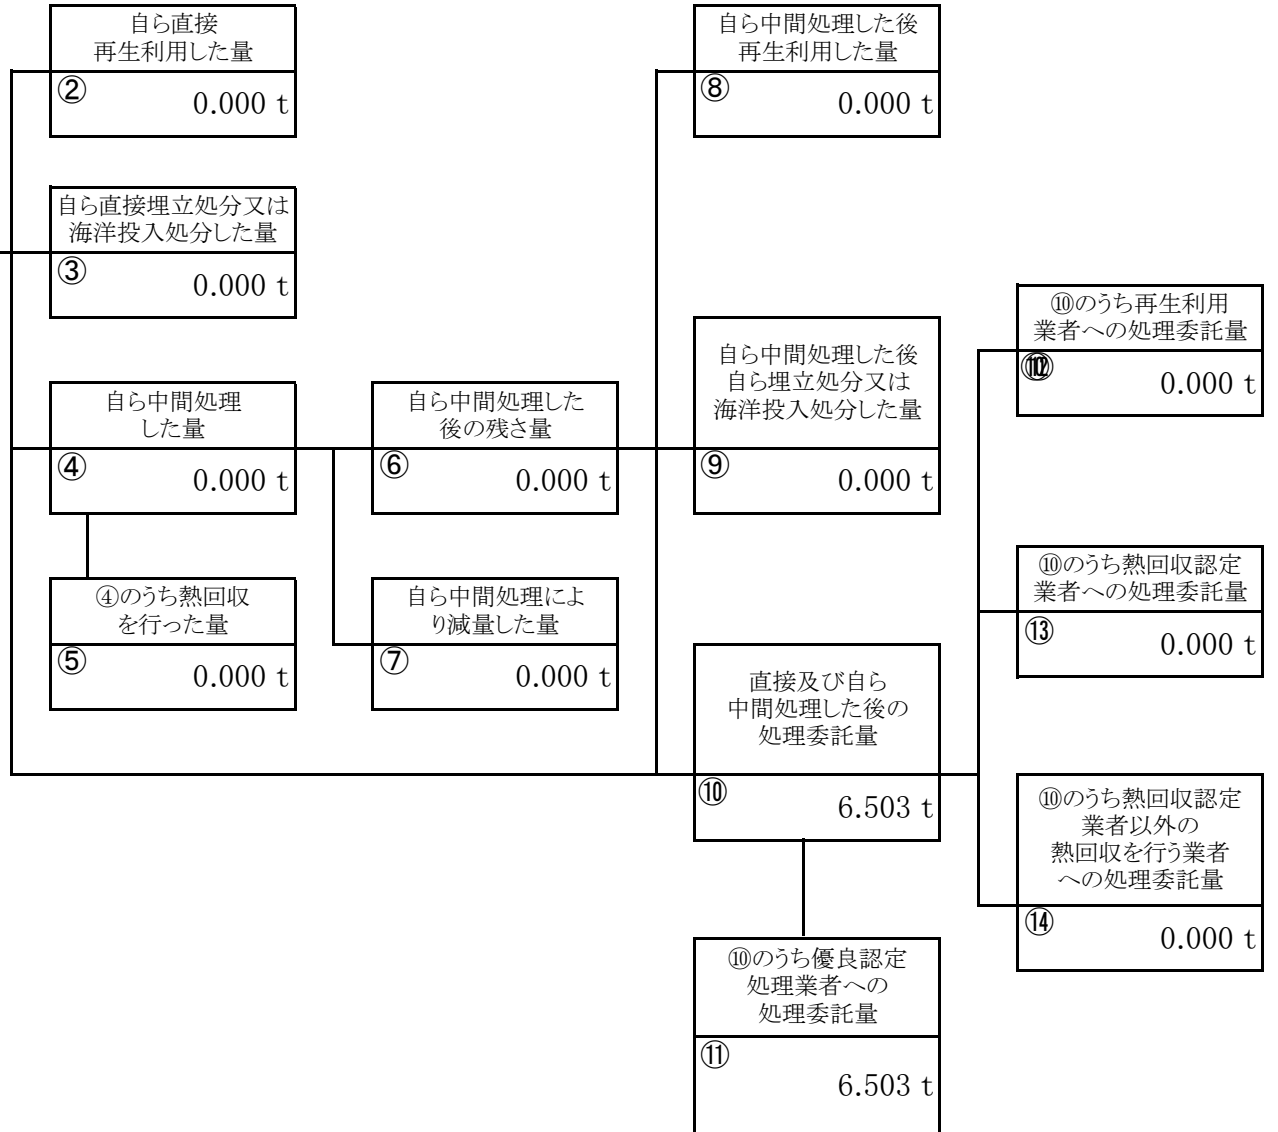 自ら直接
再生利用した量
②
0.000 t
自ら直接埋立処分又は
海洋投入処分した量
③
0.000 t
自ら中間処理
した量
④
0.000 t
④のうち熱回収
を行った量
⑤
0.000 t
自ら中間処理した
後の残さ量
⑥
0.000 t
自ら中間処理によ
り減量した量
⑦
0.000 t
自ら中間処理した後
再生利用した量
⑧
0.000 t
自ら中間処理した後
自ら埋立処分又は
海洋投入処分した量
⑨
0.000 t
直接及び自ら
中間処理した後の
処理委託量
⑩
6.503 t
⑩のうち優良認定
処理業者への
処理委託量
⑪
6.503 t
⑩のうち再生利用
業者への処理委託量
0.000 t
⑩のうち熱回収認定
業者への処理委託量
⑬
0.000 t
⑩のうち熱回収認定
業者以外の
熱回収を行う業者
への処理委託量
⑭
0.000 t